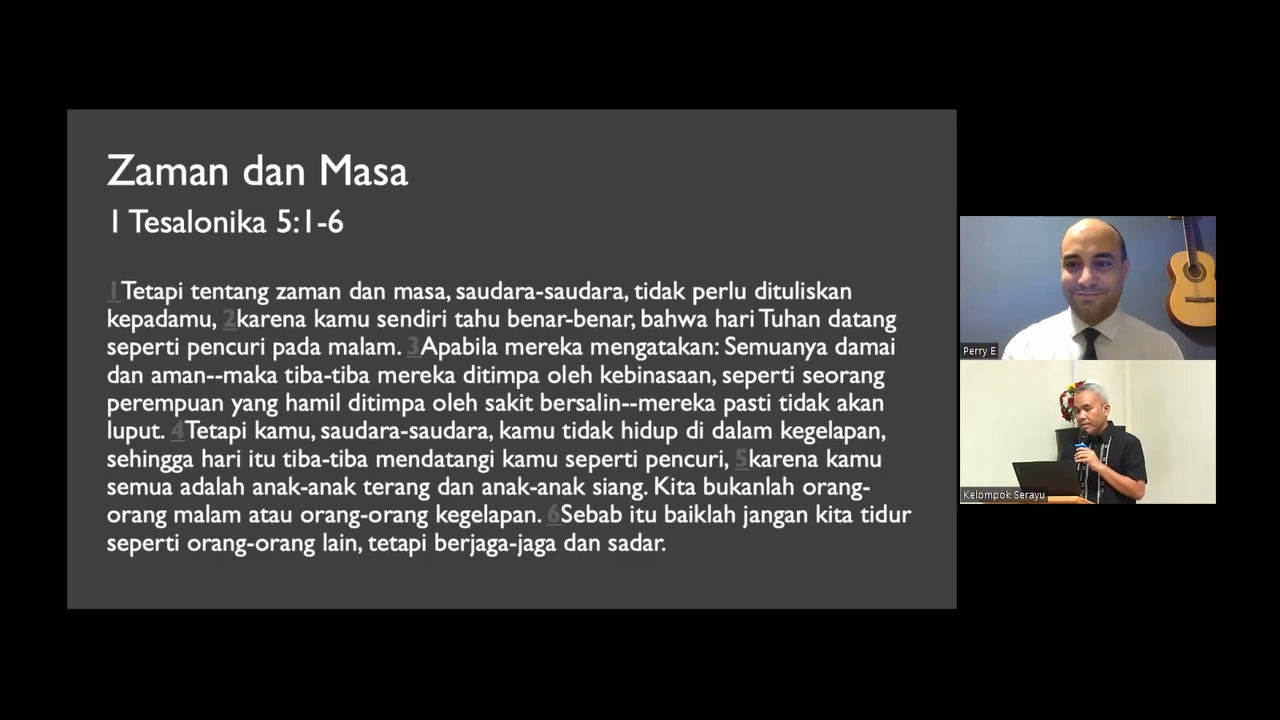 Zaman dan Masa
1 Tesalonika 5:1-6
1Tetapi tentang zaman dan masa, saudara-saudara, tidak perlu dituliskan
kepadamu, 2karena kamu sendiri tahu benar-benar, bahwa hari Tuhan datang
seperti pencuri pada malam. 3Apabila mereka mengatakan: Semuanya damai
dan aman--maka tiba-tiba mereka ditimpa oleh kebinasaan, seperti seorang
perempuan yang hamil ditimpa oleh sakit bersalin--mereka pasti tidak akan
luput. 4Tetapi kamu, saudara-saudara, kamu tidak hidup di dalam kegelapan,
sehingga hari itu tiba-tiba mendatangi kamu seperti pencuri, 5karena kamu
semua adalah anak-anak terang dan anak-anak siang. Kita bukanlah orang-
orang malam atau orang-orang kegelapan. 6Sebab itu baiklah jangan kita tidur
seperti orang-orang lain, tetapi berjaga-jaga dan sadar.
Perry E
Kelompok Serayu